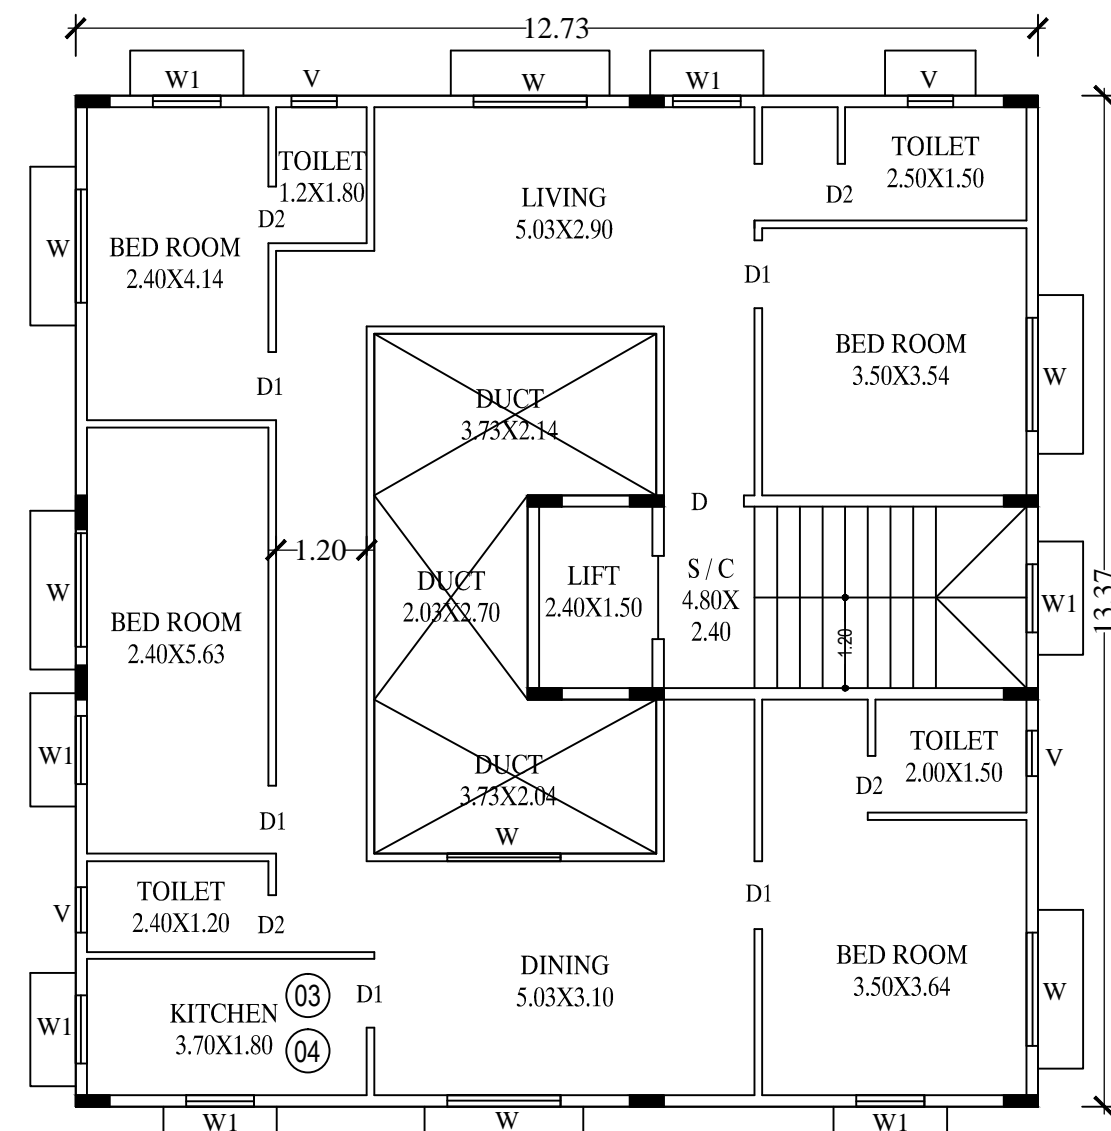 12.73
W1
V
W
W1
V
TOILET
1.2X1.80
TOILET
2.50X1.50
D2
D2
LIVING
5.03X2.90
W
BED ROOM
2.40X4.14
D1
BED ROOM
3.50X3.54
W
D1
DUCT
3.73X2.14
D
1.20
DUCT
2.03X2.70
LIFT
2.40X1.50
S / C
4.80X
2.40
1.20
W1
13.37
W
BED ROOM
2.40X5.63
W1
DUCT
3.73X2.04
W
TOILET
2.00X1.50
V
D2
D1
TOILET
2.40X1.20
V
D2
D1
DINING
5.03X3.10
BED ROOM
3.50X3.64
W
KITCHEN
3.70X1.80
03
04
D1
W1
W1
W
W1